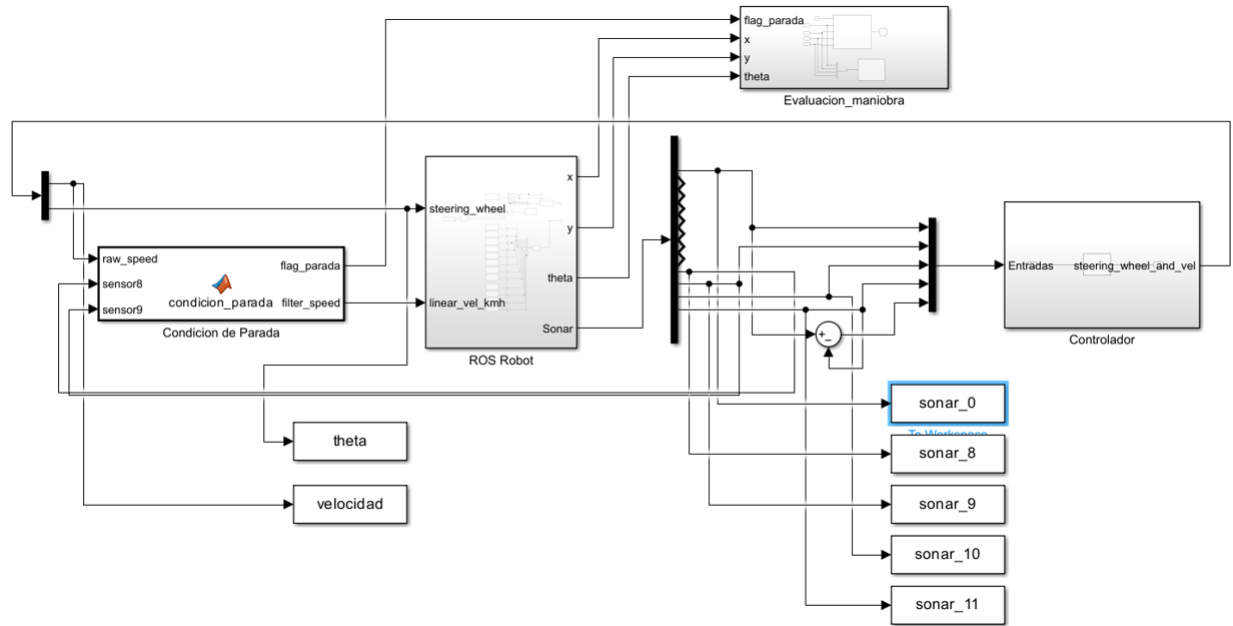 flag_parada
x
y
theta
Evaluacion_maniobra
raw_speed
sensor8
sensor9
condicion_parada
flag_parada
filter_speed
Condicion de Parada
steering_wheel
linear_vel_kmh
x
y
theta
Sonar
ROS Robot
+
−
Entradas
steering_wheel_and_vel
Controlador
theta
velocidad
sonar_0
To Workspace
sonar_8
sonar_9
sonar_10
sonar_11